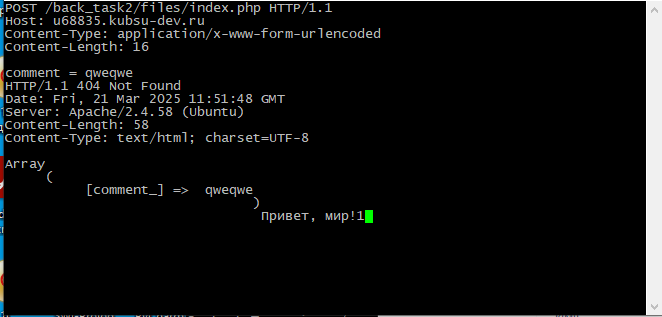 POST /back_task2/files/index.php HTTP/1.1
Host: u68835.kubsu-dev.ru
Content-Type: application/x-www-form-urlencoded
Content-Length: 16
comment = qweqwe
HTTP/1.1 404 Not Found
Date: Fri, 21 Mar 2025 11:51:48 GMT
Server: Apache/2.4.58 (Ubuntu)
Content-Length: 58
Content-Type: text/html; charset=UTF-8
Array
(
[comment_] => qweqwe
)
Привет, мир!1